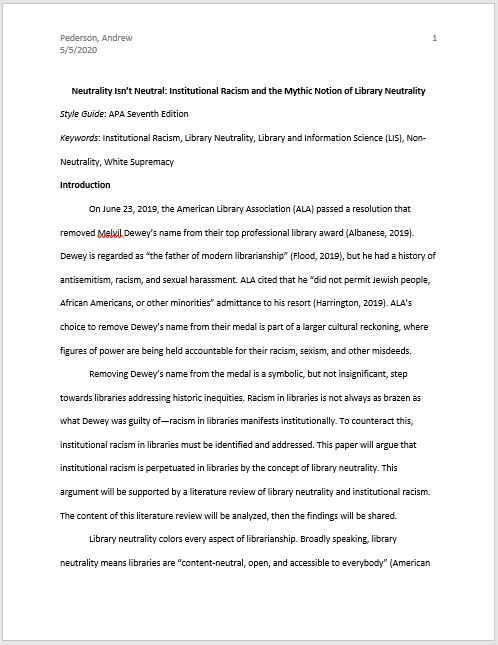 Pederson, Andrew 1
5/5/2020
Neutrality Isn't Neutral: Institutional Racism and the Mythic Notion of Library Neutrality
Style Guide: APA Seventh Edition
Keywords: Institutional Racism, Library Neutrality, Library and Information Science (LIS), Non-
Neutrality, White Supremacy
Introduction
On June 23, 2019, the American Library Association (ALA) passed a resolution that
removed Melvil Dewey's name from their top professional library award (Albanese, 2019).
Dewey is regarded as “the father of modern librarianship” (Flood, 2019), but he had a history of
antisemitism, racism, and sexual harassment. ALA cited that he “did not permit Jewish people,
African Americans, or other minorities” admittance to his resort (Harrington, 2019). ALA's
choice to remove Dewey's name from their medal is part of a larger cultural reckoning, where
figures of power are being held accountable for their racism, sexism, and other misdeeds.
Removing Dewey's name from the medal is a symbolic, but not insignificant, step
towards libraries addressing historic inequities. Racism in libraries is not always as brazen as
what Dewey was guilty of—racism in libraries manifests institutionally. To counteract this,
institutional racism in libraries must be identified and addressed. This paper will argue that
institutional racism is perpetuated in libraries by the concept of library neutrality. This
argument will be supported by a literature review of library neutrality and institutional racism.
The content of this literature review will be analyzed, then the findings will be shared.
Library neutrality colors every aspect of librarianship. Broadly speaking, library
neutrality means libraries are “content-neutral, open, and accessible to everybody” (American